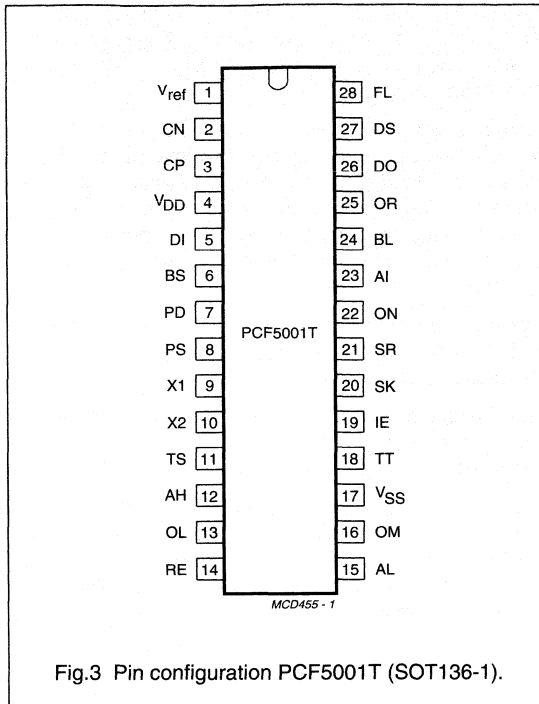 Vref 1 28 FL
CN 2 27 DS
CP 3 26 DO
VDD 4 25 OR
DI 5 24 BL
BS 6 23 AI
PD 7 22 ON
PCF5001T
PS 8 21 SR
X1 9 20 SK
X2 10 19 IE
TS 11 18 TT
AH 12 17 VSS
OL 13 16 OM
RE 14 15 AL
MCD455 - 1
Fig.3 Pin configuration PCF5001T (SOT136-1).